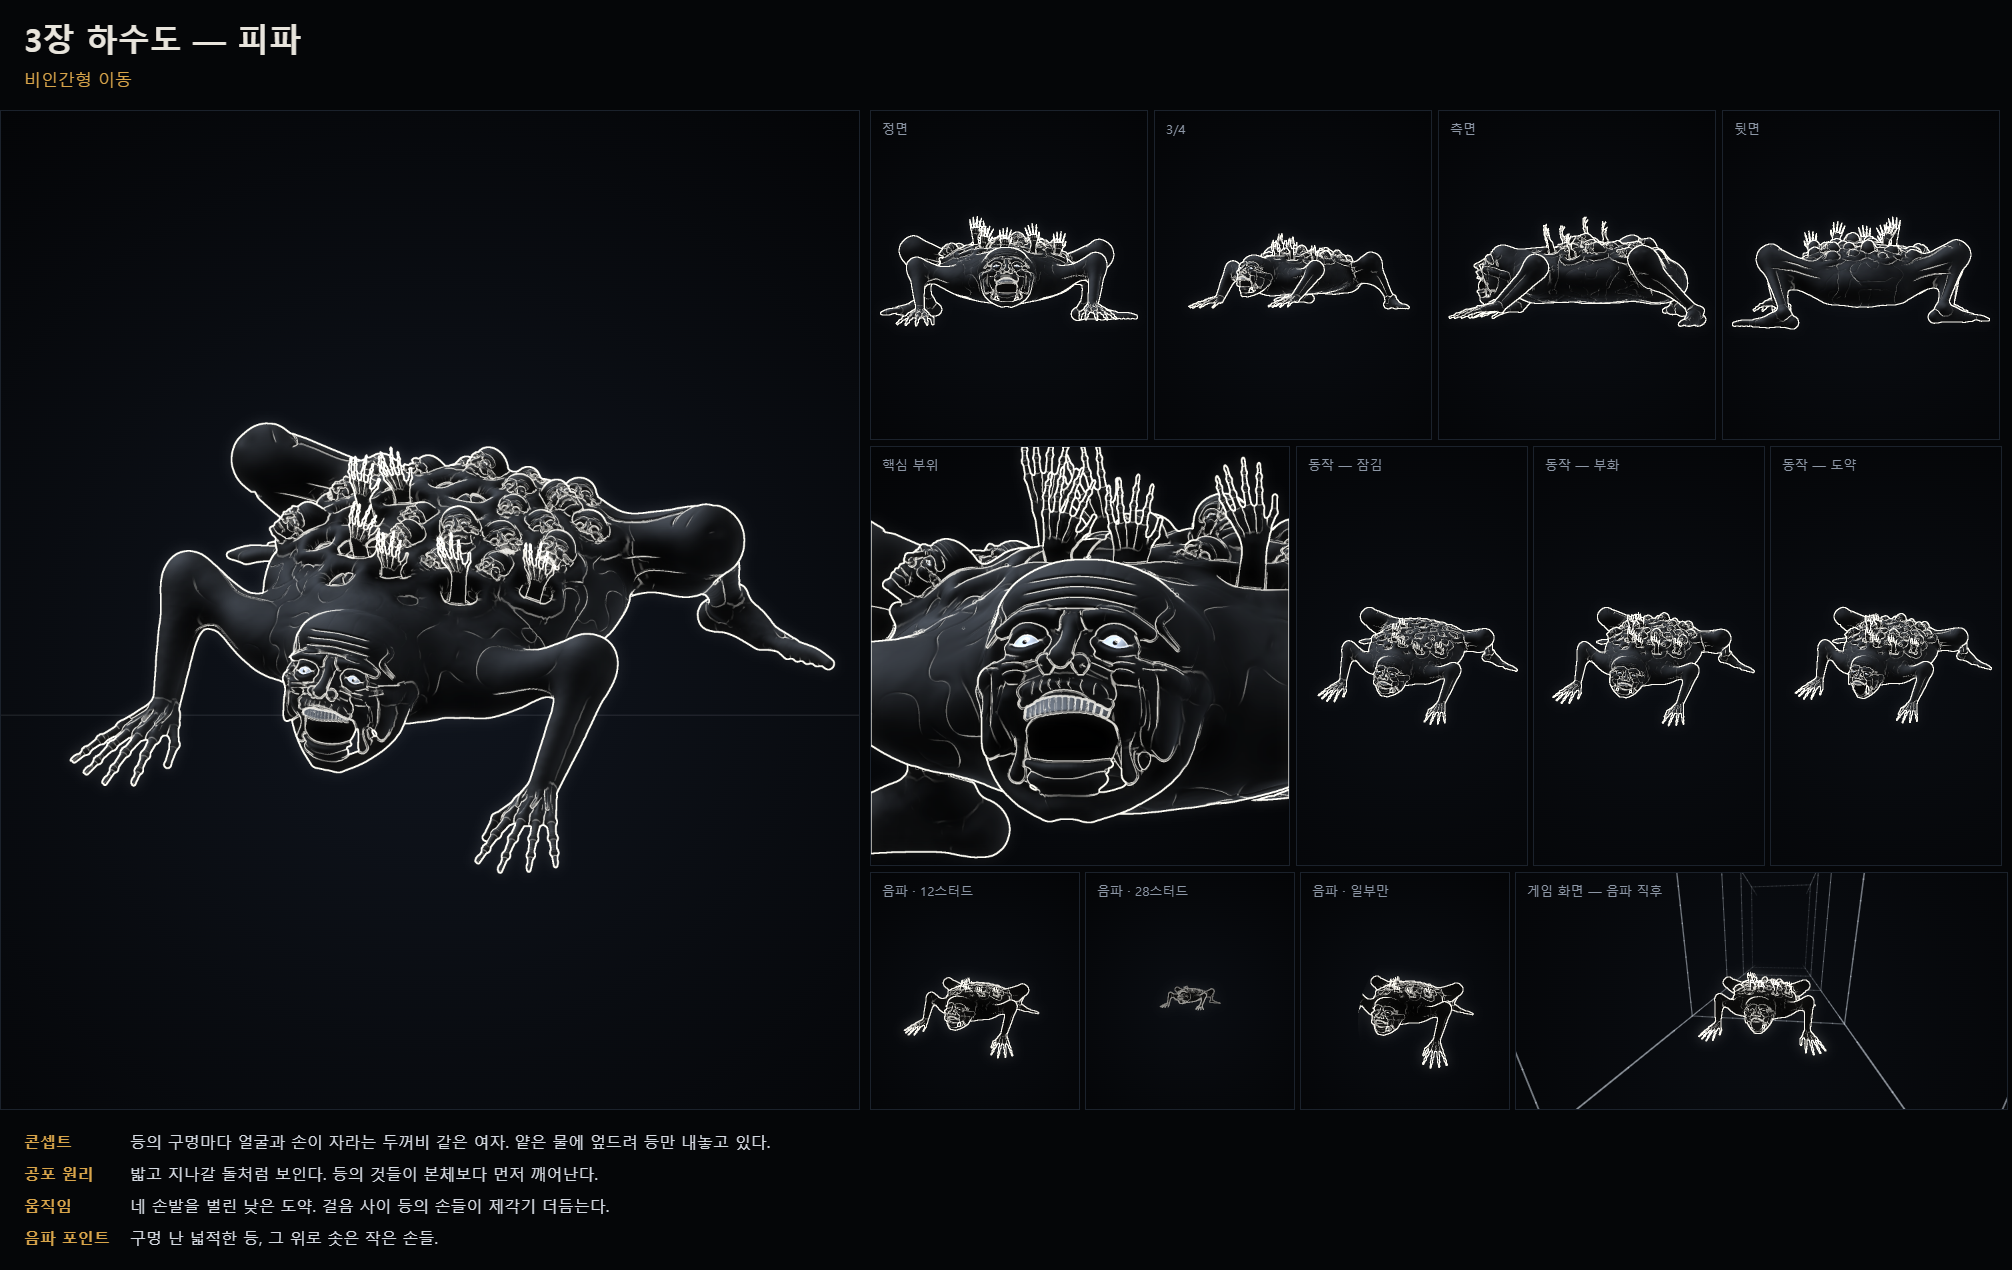 3장 하수도 — 피파
비인간형 이동
정면
3/4
측면
뒷면
핵심 부위
동작 — 잠김
동작 — 부화
동작 — 도약
음파 · 12스터드
음파 · 28스터드
음파 · 일부만
게임 화면 — 음파 직후
콘셉트 등의 구멍마다 얼굴과 손이 자라는 두꺼비 같은 여자. 얕은 물에 엎드려 등만 내놓고 있다.
공포 원리 밟고 지나갈 돌처럼 보인다. 등의 것들이 본체보다 먼저 깨어난다.
움직임 네 손발을 벌린 낮은 도약. 걸음 사이 등의 손들이 제각기 더듬는다.
음파 포인트 구멍 난 넓적한 등, 그 위로 솟은 작은 손들.